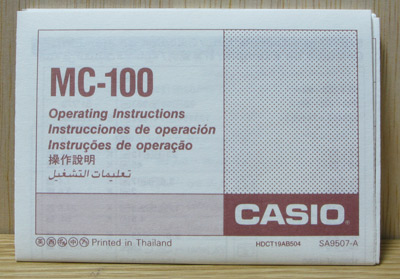 MC-100
Operating Instructions
Instrucciones de operación
Instruções de operação
操作說明
تعليمات التشغيل
CASIO
Printed in Thailand
HDCT19AB504
SA9507-A